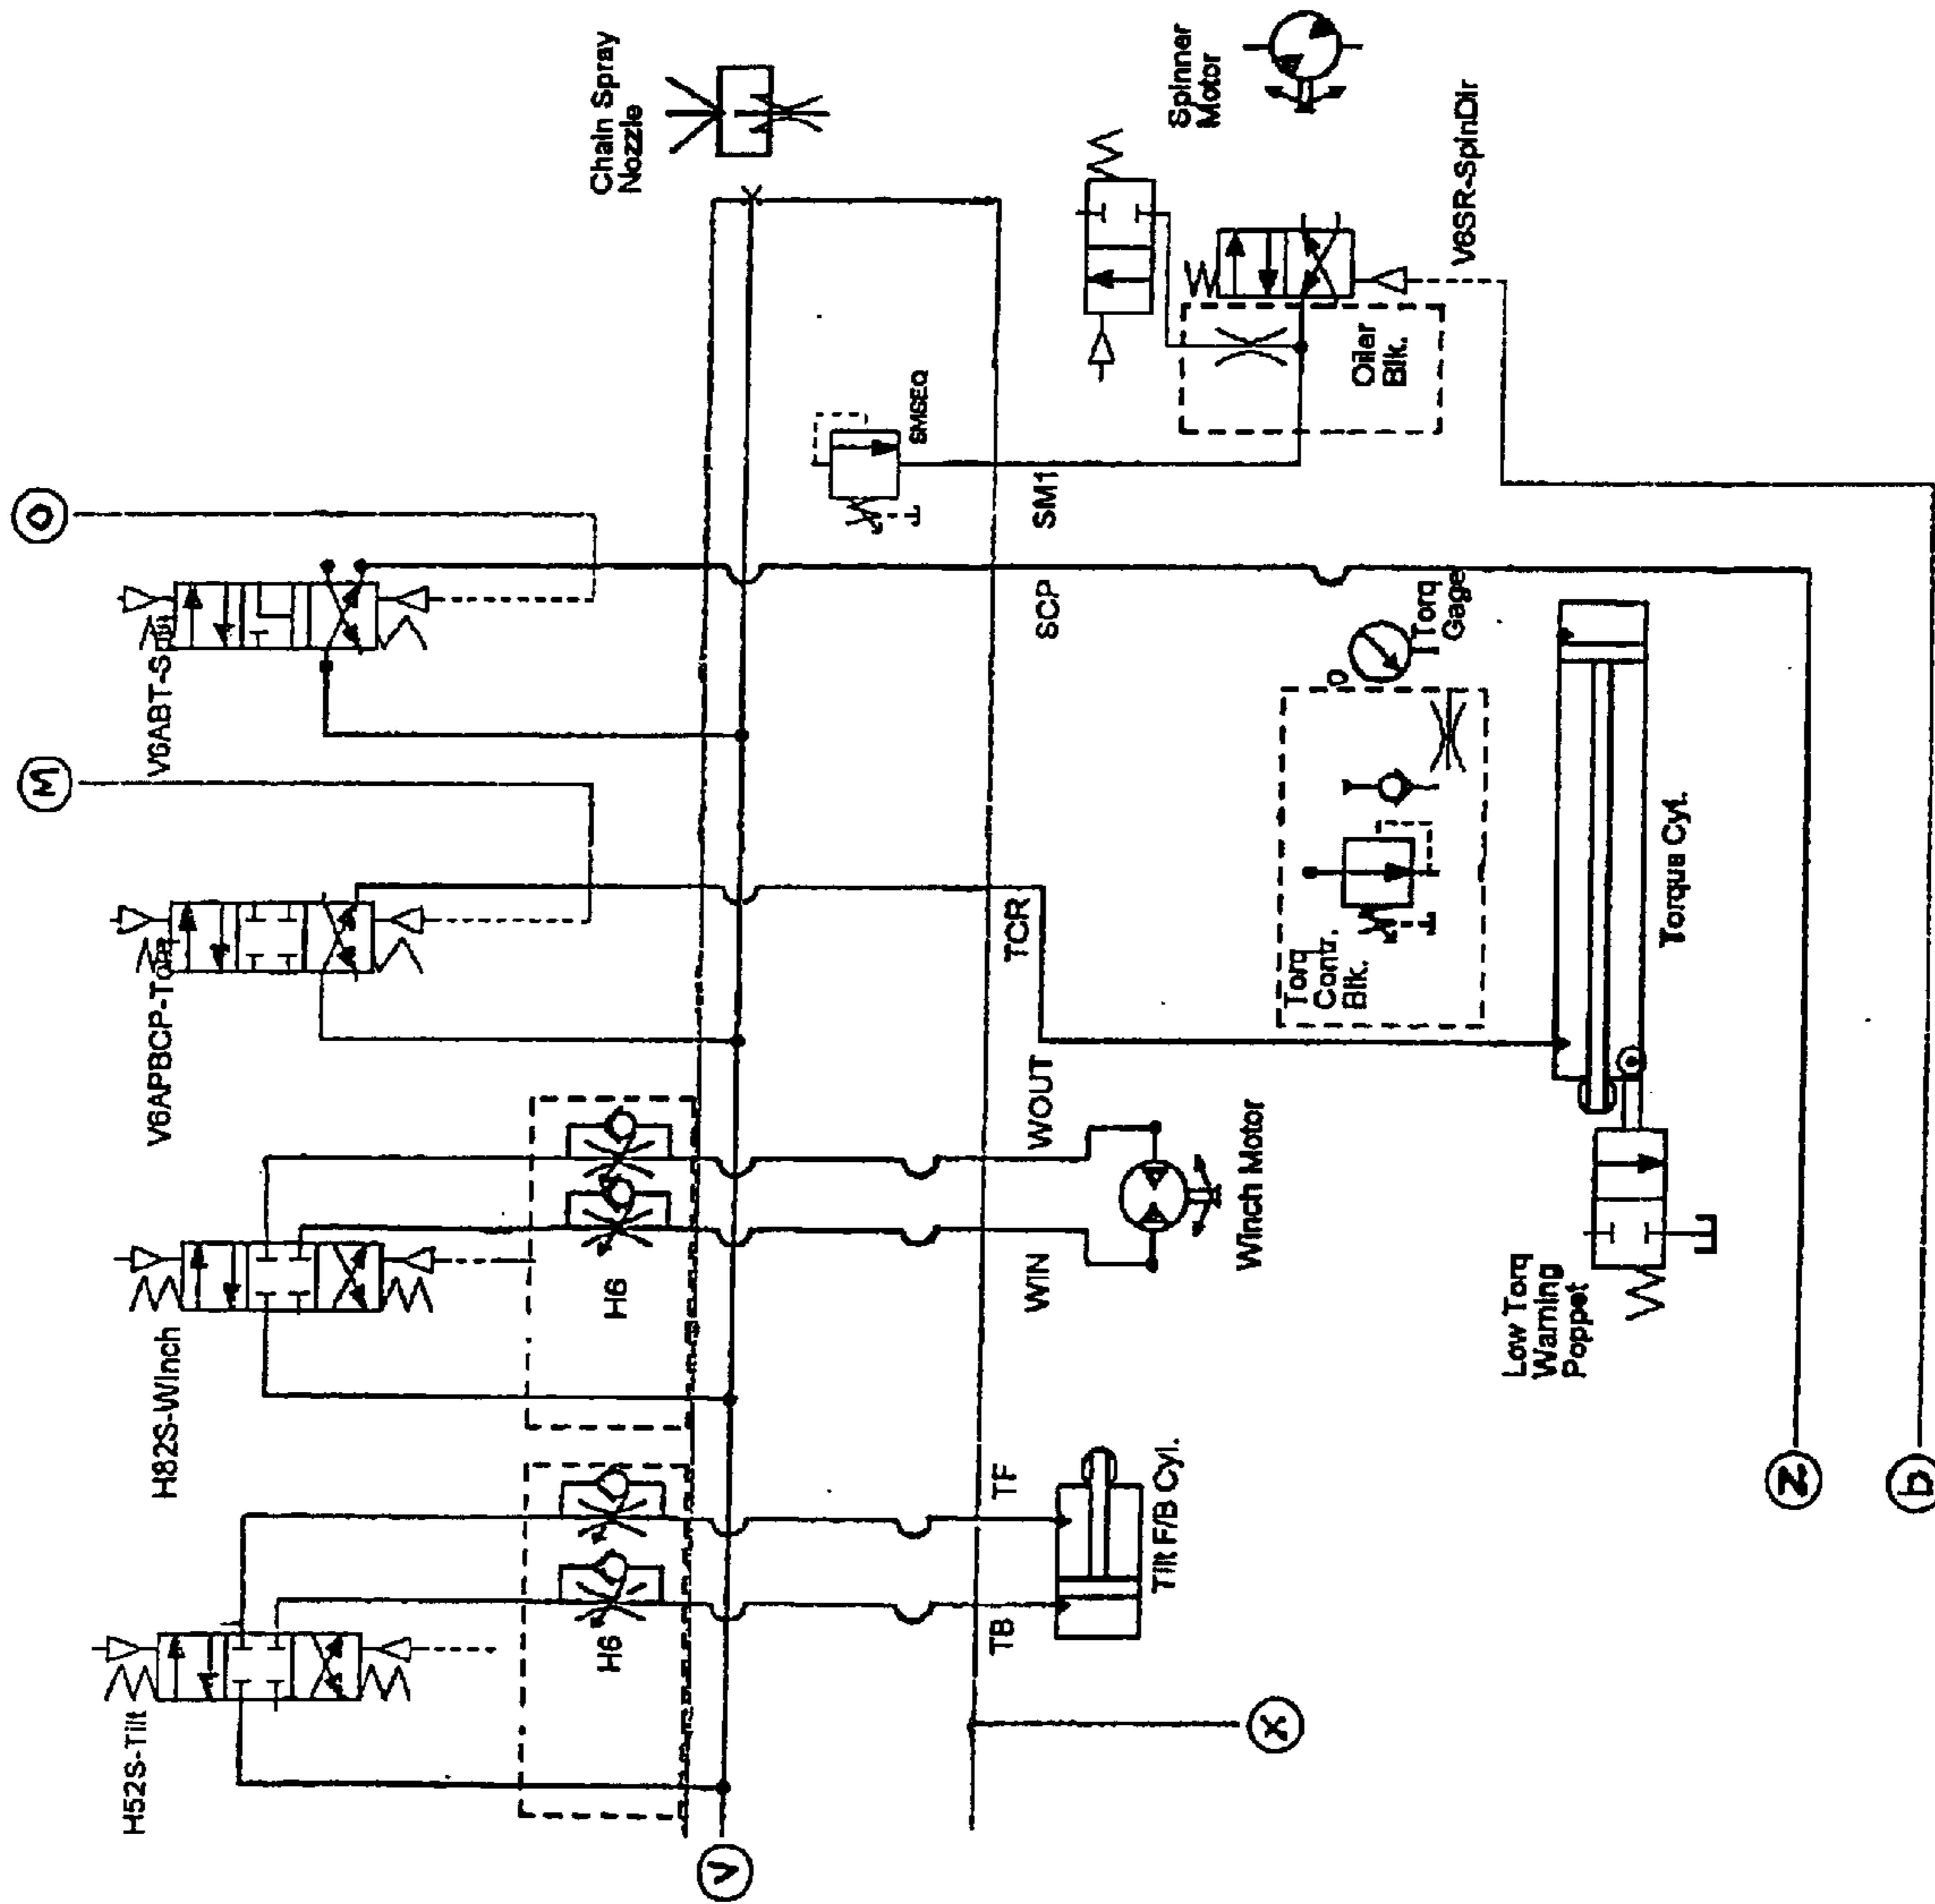 O
M
Chain Spray
Nozzle
Spinner
Motor
V6ABT-Spin
V6APBCP-Torq
H82S-Winch
H52S-Tilt
SMSEQ
V6SR-SpinDir
Oiler
Blk.
SM1
SCP
TCR
WOUT
WIN
TF
TB
H6
H6
Torq
Gage
Torq
Contr.
Blk.
Winch Motor
Torque Cyl.
Tilt F/B Cyl.
Low Torq
Warning
Poppet
V
X
Z
b